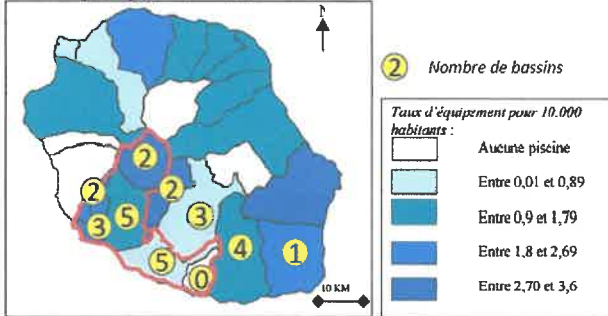 N
2 Nombre de bassins
Taux d'équipement pour 10.000
habitants :
Aucune piscine
Entre 0,01 et 0,89
Entre 0,9 et 1,79
Entre 1,8 et 2,69
Entre 2,70 et 3,6
2
2
2
3
5
3
5
4
1
0
10 KM